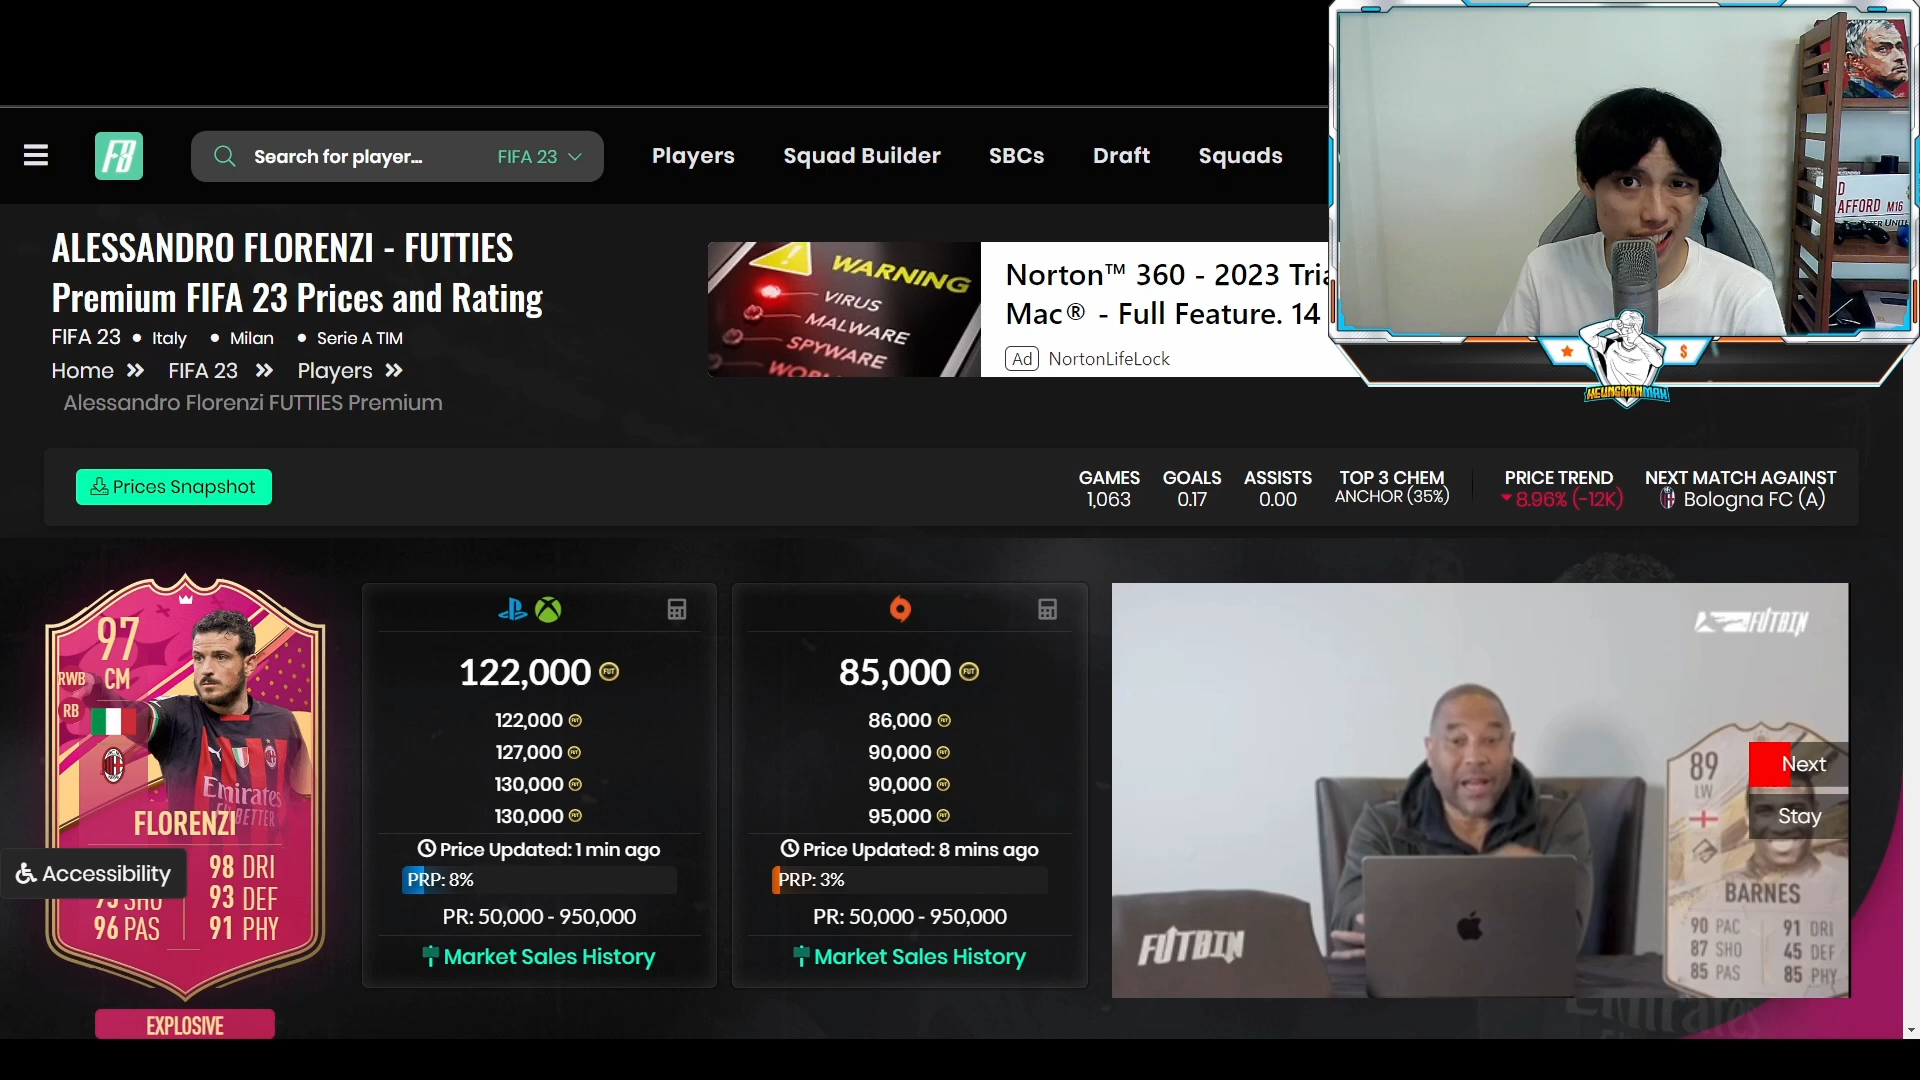 Search for player...
FIFA 23
Players
Squad Builder
SBCs
Draft
Squads
ALESSANDRO FLORENZI - FUTTIES
Premium FIFA 23 Prices and Rating
FIFA 23 • Italy • Milan • Serie A TIM
Home » FIFA 23 » Players »
Alessandro Florenzi FUTTIES Premium
WARNING
VIRUS
MALWARE
SPYWARE
Norton™ 360 - 2023
Mac® - Full Feature. 14
Ad NortonLifeLock
AFFORD M16
HEUNGMINMAX
Prices Snapshot
GAMES
1,063
GOALS
0.17
ASSISTS
0.00
TOP 3 CHEM
ANCHOR (35%)
PRICE TREND
8.96% (-12K)
NEXT MATCH AGAINST
Bologna FC (A)
97
CM
RWB
RB
Emirates
FLY BETTER
FLORENZI
98 DRI
93 DEF
96 PAS
91 PHY
EXPLOSIVE
Accessibility
122,000
122,000
127,000
130,000
130,000
Price Updated: 1 min ago
PRP: 8%
PR: 50,000 - 950,000
Market Sales History
85,000
86,000
90,000
90,000
95,000
Price Updated: 8 mins ago
PRP: 3%
PR: 50,000 - 950,000
Market Sales History
FUTBIN
FUTBIN
89
LW
Next
Stay
BARNES
90 PAC
91 DRI
87 SHO
45 DEF
85 PAS
85 PHY